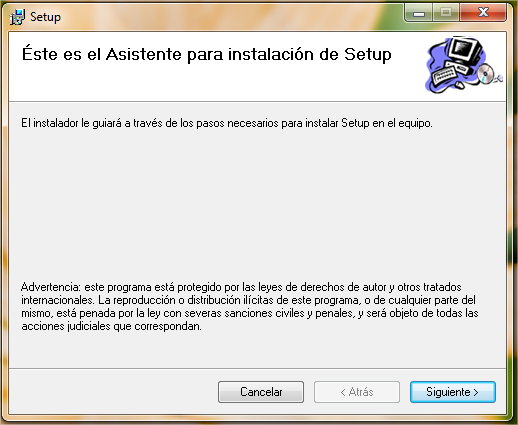 Setup
Éste es el Asistente para instalación de Setup
El instalador le guiará a través de los pasos necesarios para instalar Setup en el equipo.
Advertencia: este programa está protegido por las leyes de derechos de autor y otros tratados
internacionales. La reproducción o distribución ilícitas de este programa, o de cualquier parte del
mismo, está penada por la ley con severas sanciones civiles y penales, y será objeto de todas las
acciones judiciales que correspondan.
Cancelar
< Atrás
Siguiente >